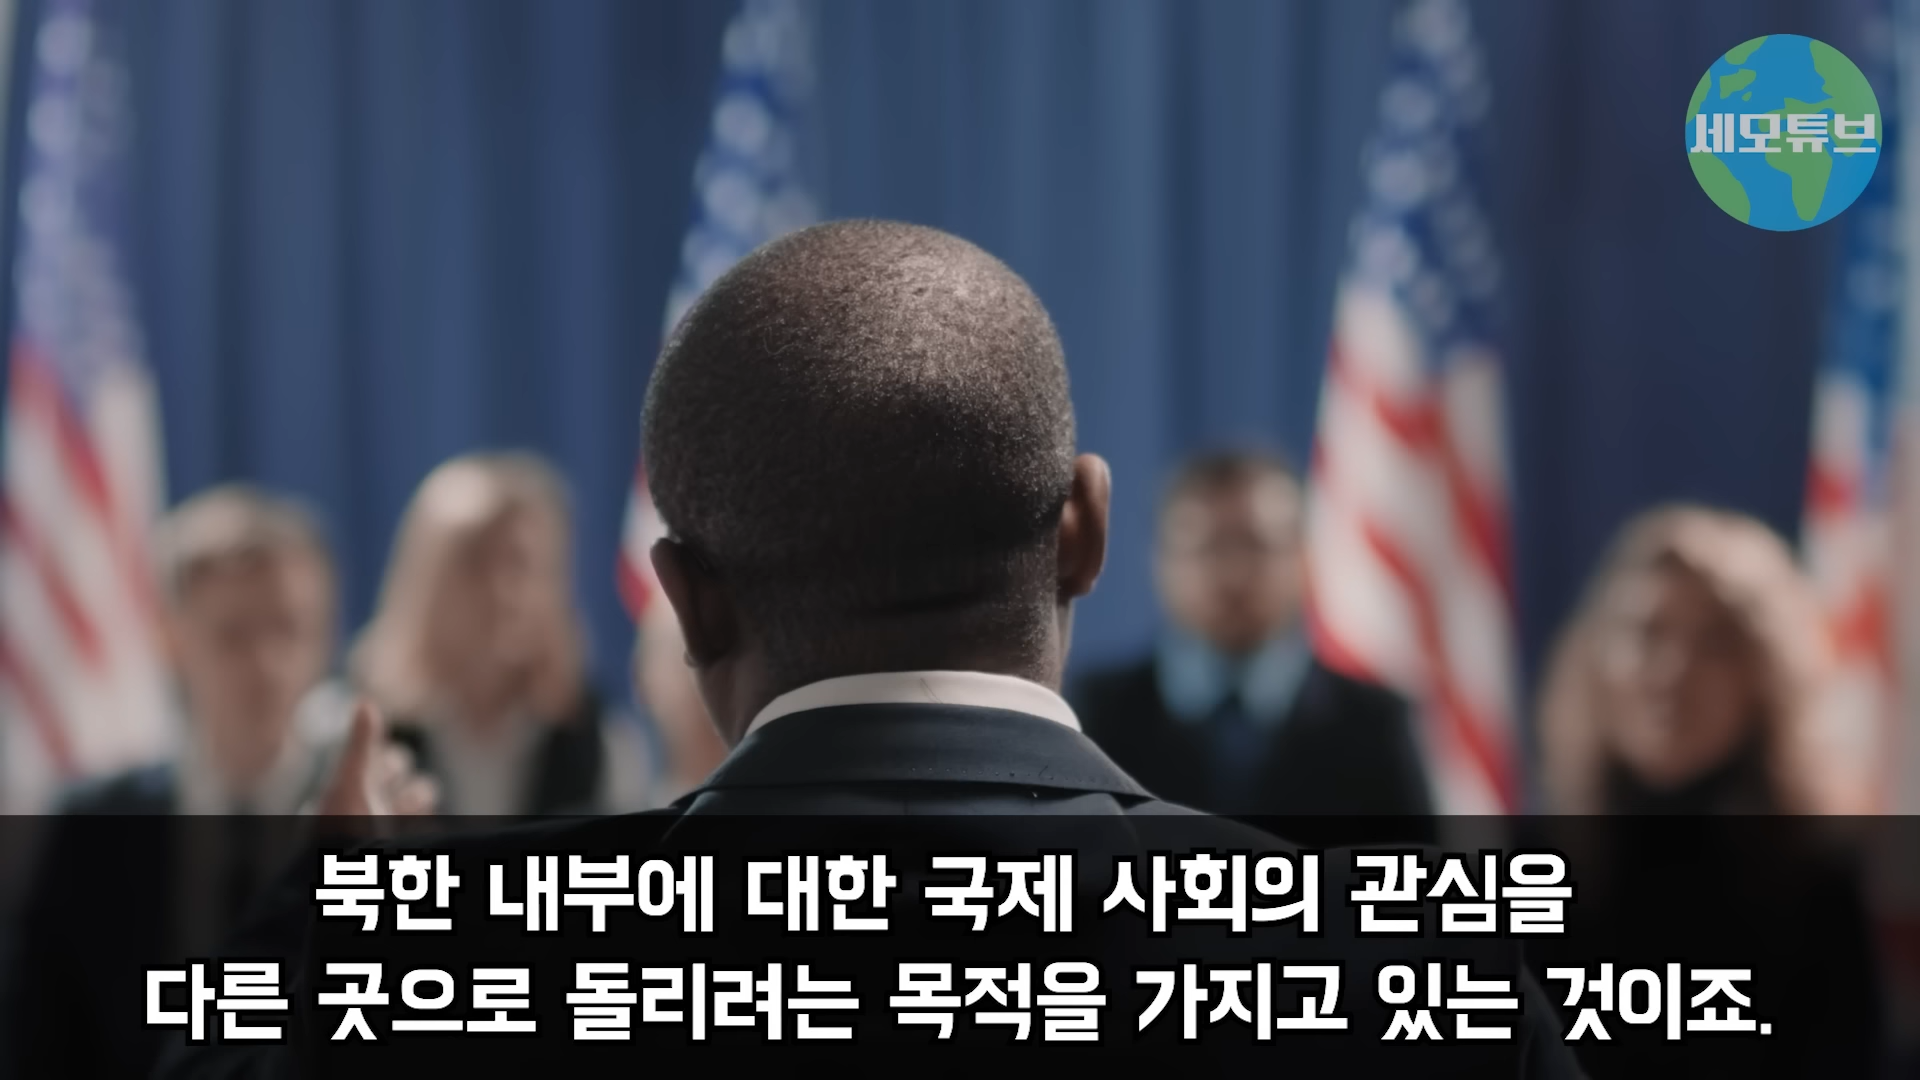 세모튜브
북한 내부에 대한 국제 사회의 관심을
다른 곳으로 돌리려는 목적을 가지고 있는 것이죠.